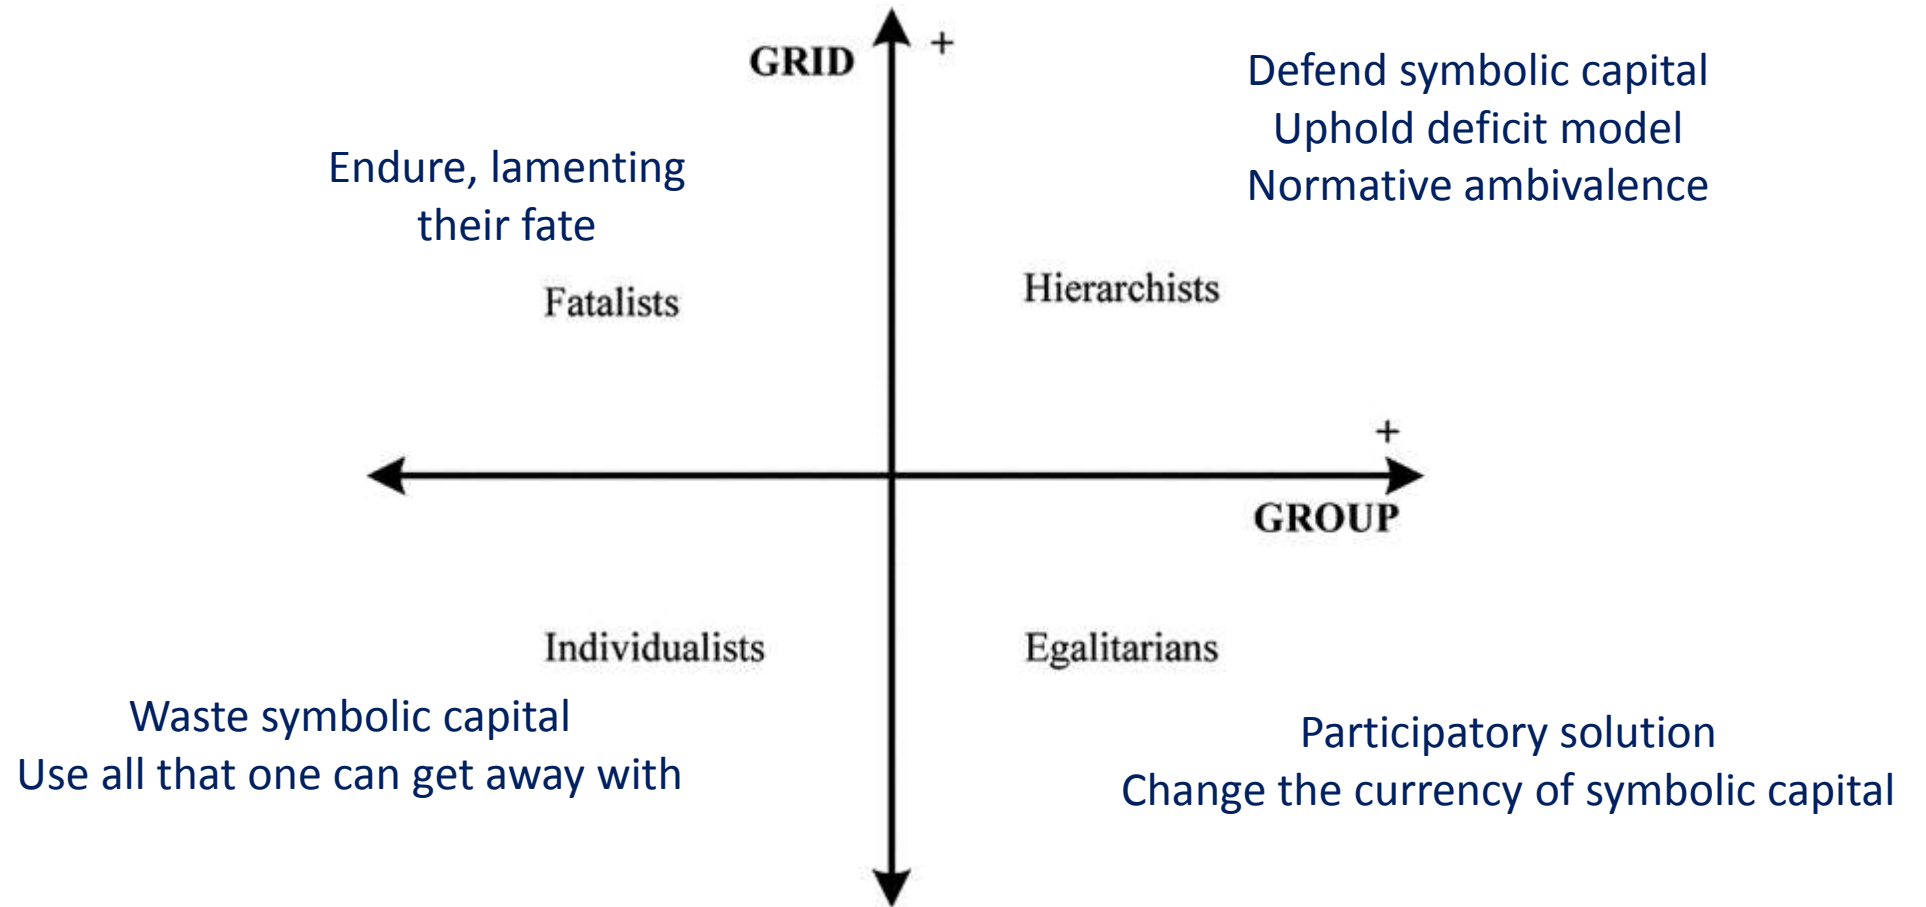 GRID
+
Defend symbolic capital
Uphold deficit model
Normative ambivalence
Endure, lamenting
their fate
Fatalists
Hierarchists
+
GROUP
Individualists
Egalitarians
Waste symbolic capital
Use all that one can get away with
Participatory solution
Change the currency of symbolic capital